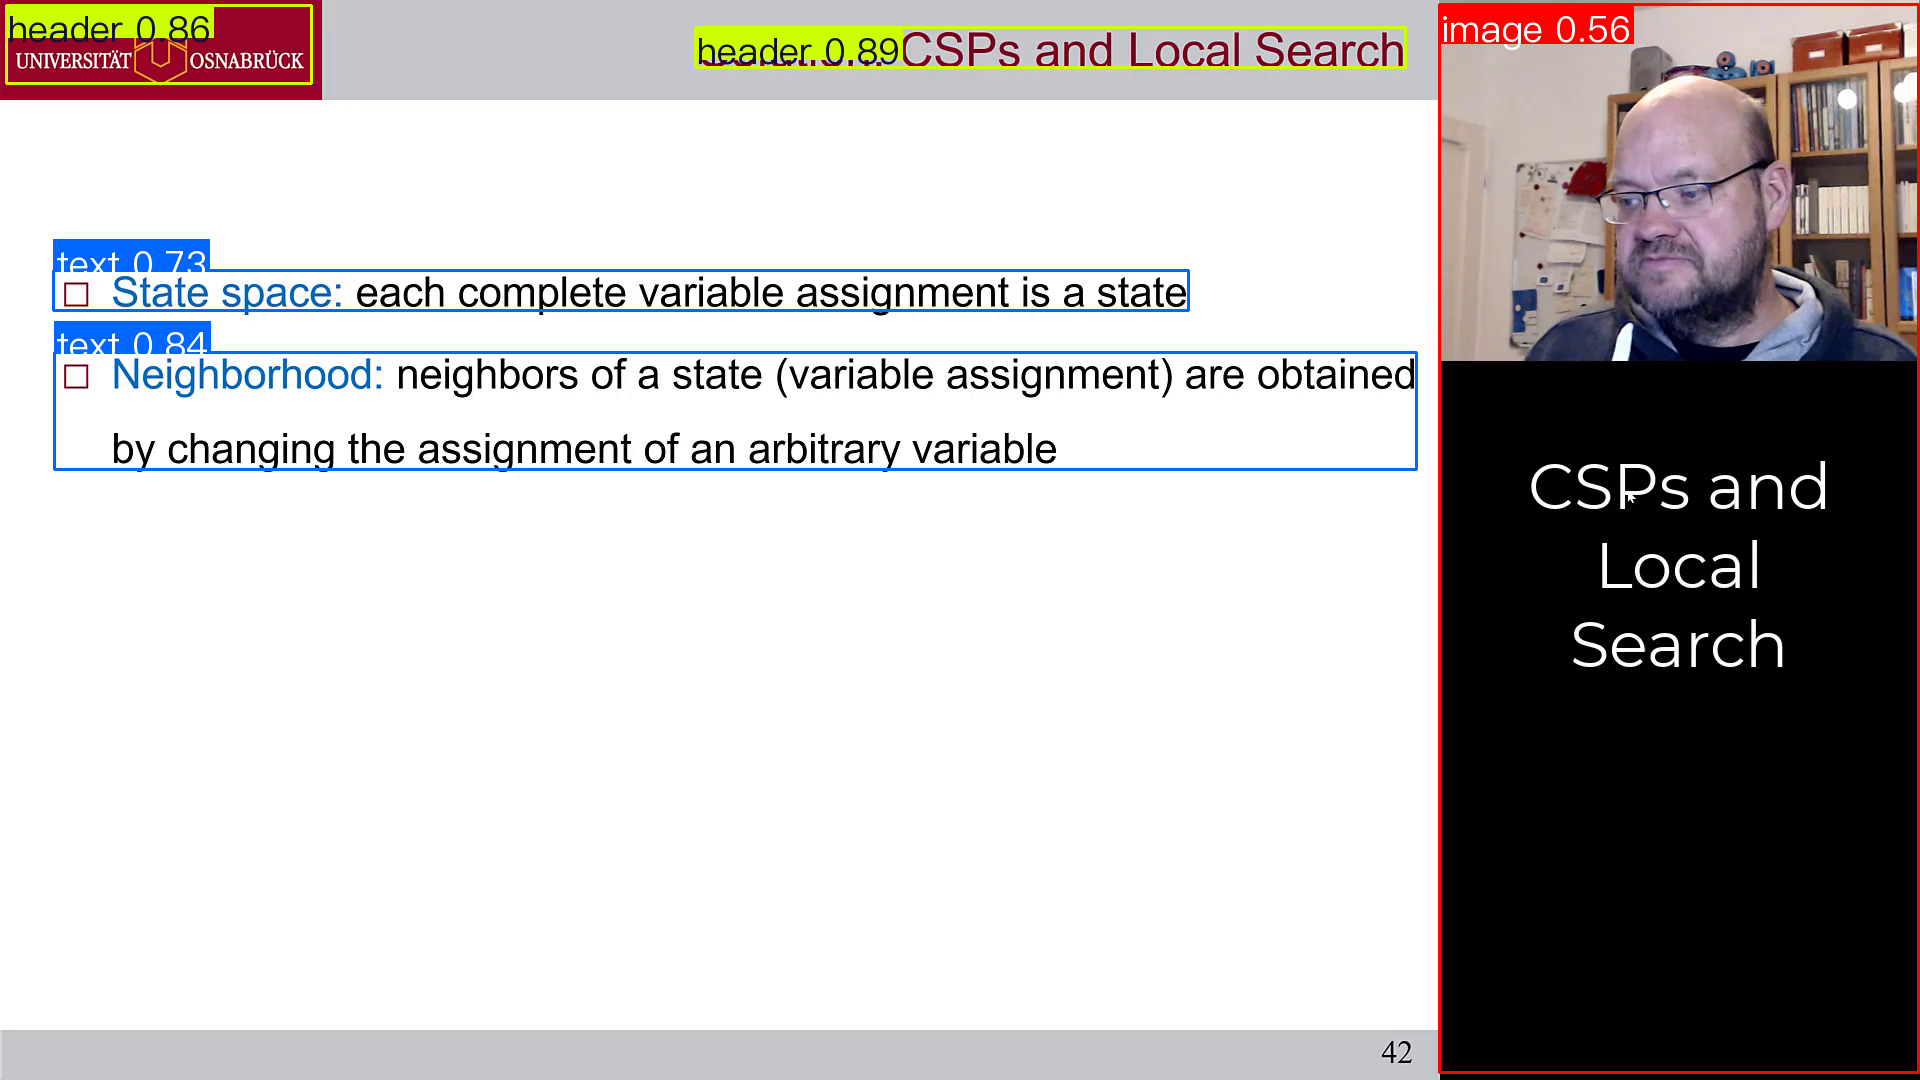 header 0.86
UNIVERSITÄT OSNABRÜCK
header 0.89
CSPs and Local Search
image 0.56
text 0.73
□ State space: each complete variable assignment is a state
text 0.84
□ Neighborhood: neighbors of a state (variable assignment) are obtained
by changing the assignment of an arbitrary variable
CSPs and
Local
Search
42